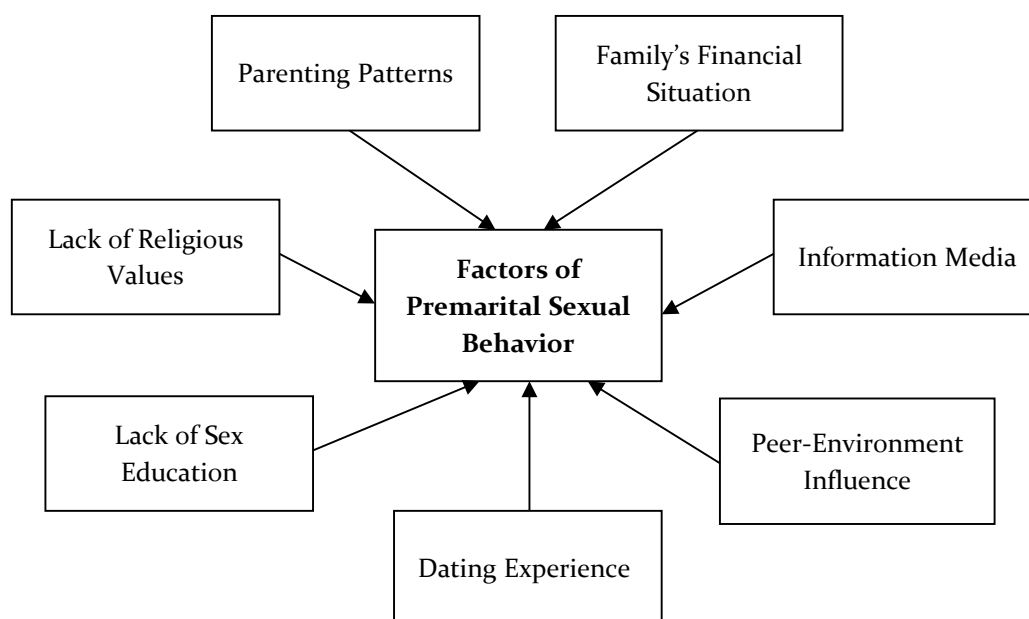 Parenting Patterns
Family’s Financial
Situation
Lack of Religious
Values
Factors of
Premarital Sexual
Behavior
Information Media
Lack of Sex
Education
Peer-Environment
Influence
Dating Experience